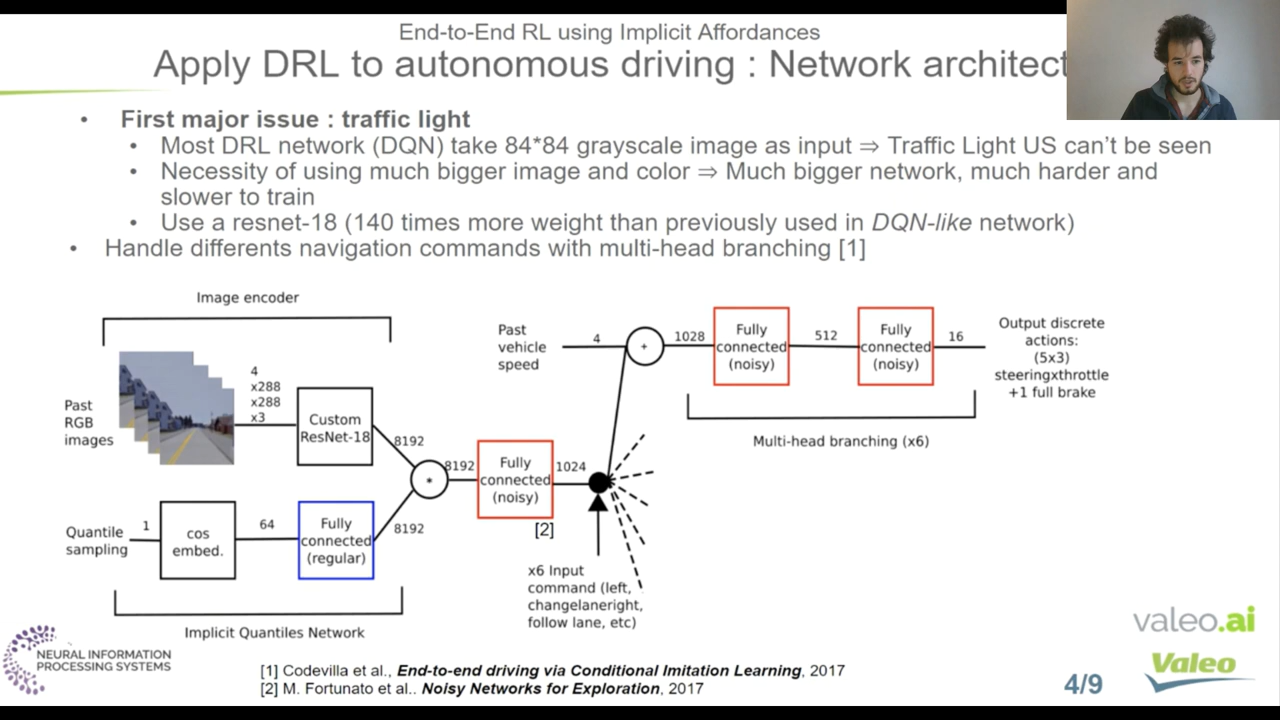 End-to-End RL using Implicit Affordances
Apply DRL to autonomous driving : Network architect
• First major issue : traffic light
• Most DRL network (DQN) take 84*84 grayscale image as input ⇒ Traffic Light US can't be seen
• Necessity of using much bigger image and color ⇒ Much bigger network, much harder and
slower to train
• Use a resnet-18 (140 times more weight than previously used in DQN-like network)
• Handle differents navigation commands with multi-head branching [1]
Image encoder
Past
RGB
images
4
x288
x288
x3
Custom
ResNet-18
8192
Quantile
sampling
1
cos
embed.
64
Fully
connected
(regular)
8192
Implicit Quantiles Network
*
8192
Fully
connected
(noisy)
[2]
1024
x6 Input
command (left,
changelaneright,
follow lane, etc)
Past
vehicle
speed
4
+
1028
Fully
connected
(noisy)
512
Fully
connected
(noisy)
16
Output discrete
actions:
(5x3)
steeringxthrottle
+1 full brake
Multi-head branching (x6)
NEURAL INFORMATION
PROCESSING SYSTEMS
[1] Codevilla et al., End-to-end driving via Conditional Imitation Learning, 2017
[2] M. Fortunato et al.. Noisy Networks for Exploration, 2017
valeo.ai
Valeo
4/9